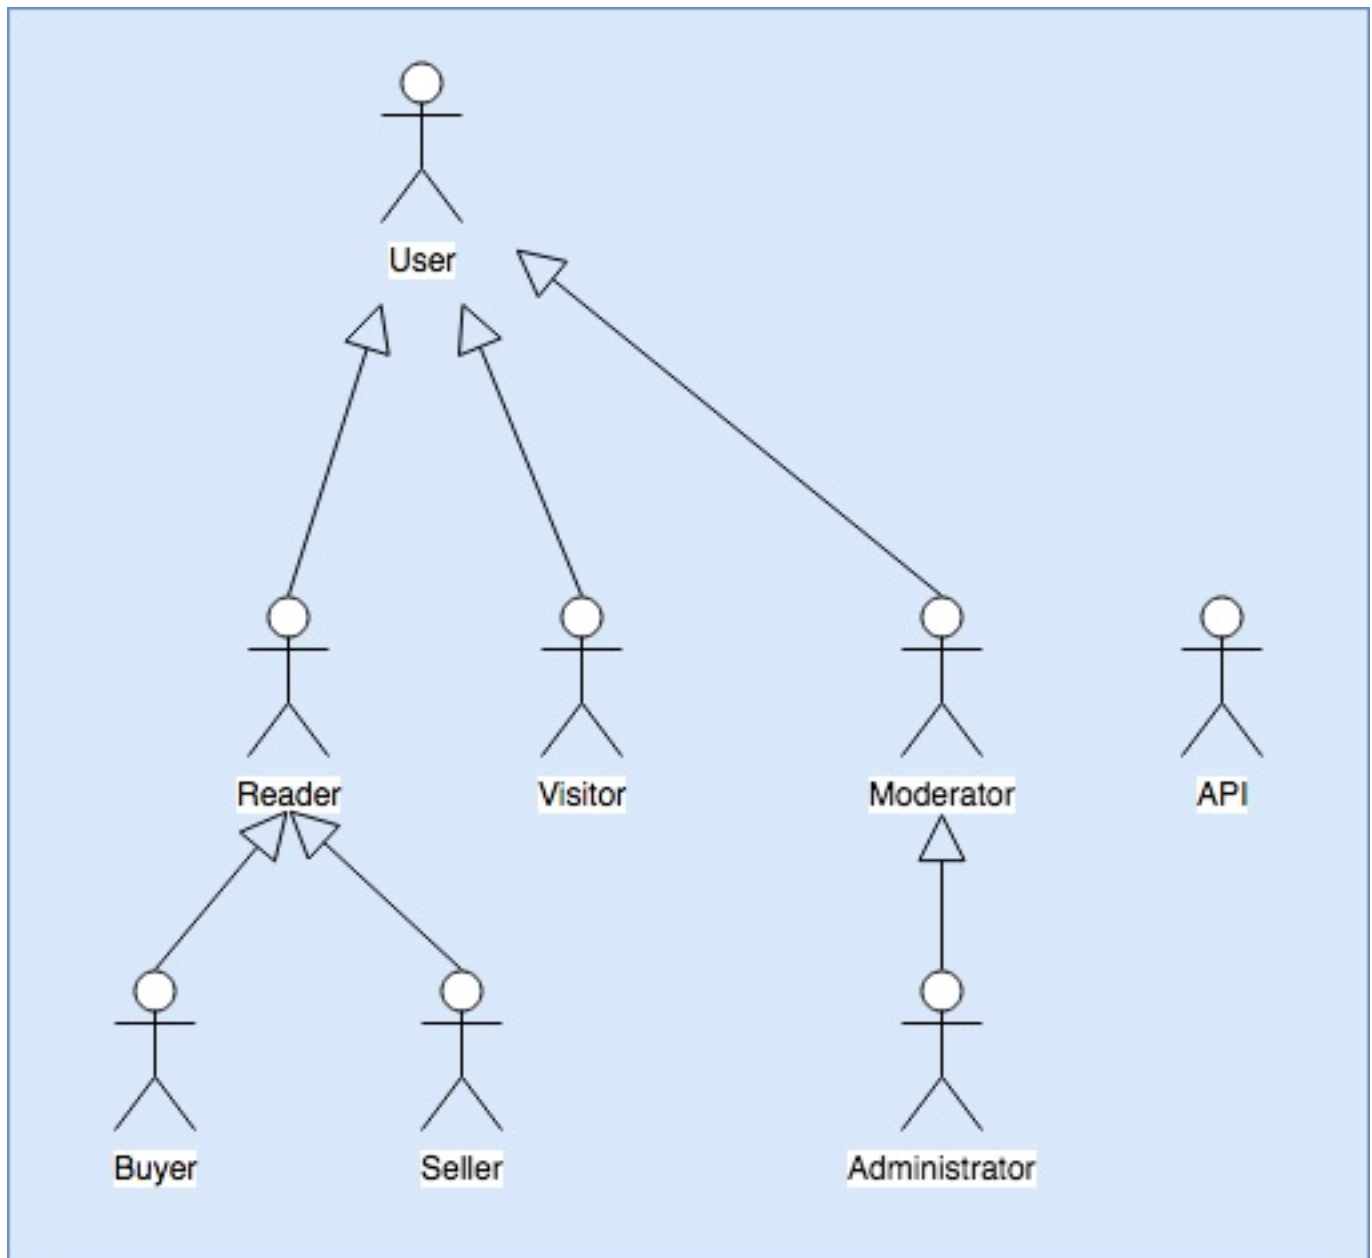 User
Reader
Visitor
Moderator
API
Buyer
Seller
Administrator